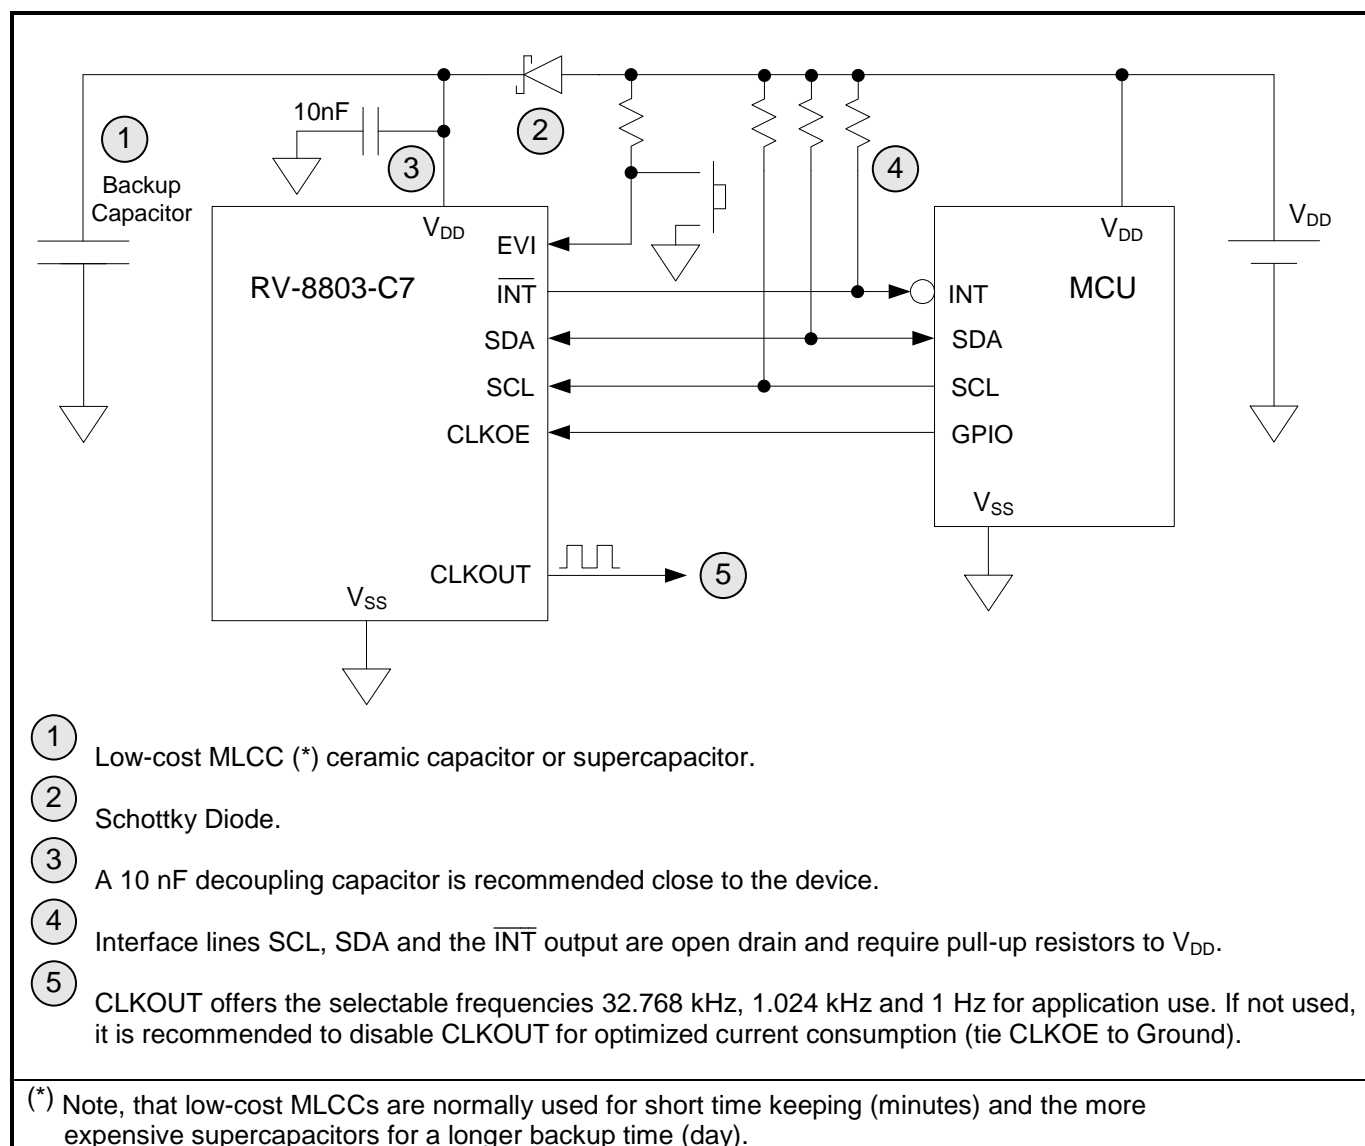 10nF
1
2
3
4
Backup
Capacitor
VDD
VDD
VDD
EVI
RV-8803-C7
INT
INT
MCU
SDA
SDA
SCL
SCL
CLKOE
GPIO
VSS
CLKOUT
5
VSS
1 Low-cost MLCC (*) ceramic capacitor or supercapacitor.
2 Schottky Diode.
3 A 10 nF decoupling capacitor is recommended close to the device.
4 Interface lines SCL, SDA and the INT output are open drain and require pull-up resistors to VDD.
5 CLKOUT offers the selectable frequencies 32.768 kHz, 1.024 kHz and 1 Hz for application use. If not used,
it is recommended to disable CLKOUT for optimized current consumption (tie CLKOE to Ground).
(*) Note, that low-cost MLCCs are normally used for short time keeping (minutes) and the more
expensive supercapacitors for a longer backup time (day).